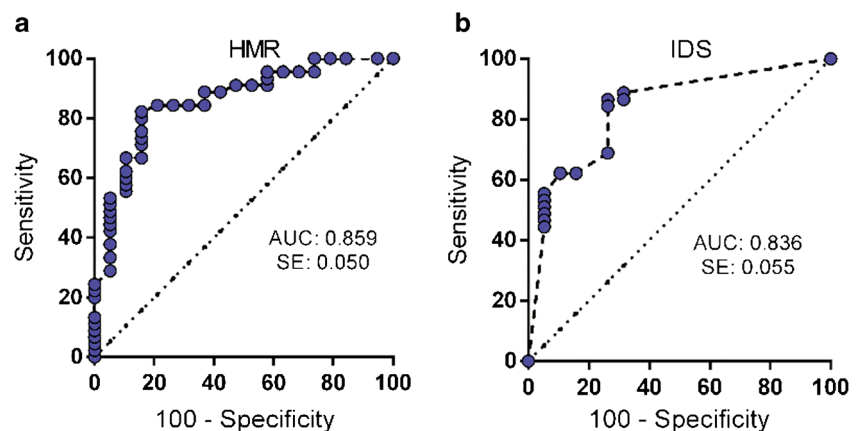 a
HMR
100
80
60
40
20
0
Sensitivity
AUC: 0.859
SE: 0.050
0 20 40 60 80 100
100 - Specificity
b
IDS
100
80
60
40
20
0
Sensitivity
AUC: 0.836
SE: 0.055
0 20 40 60 80 100
100 - Specificity